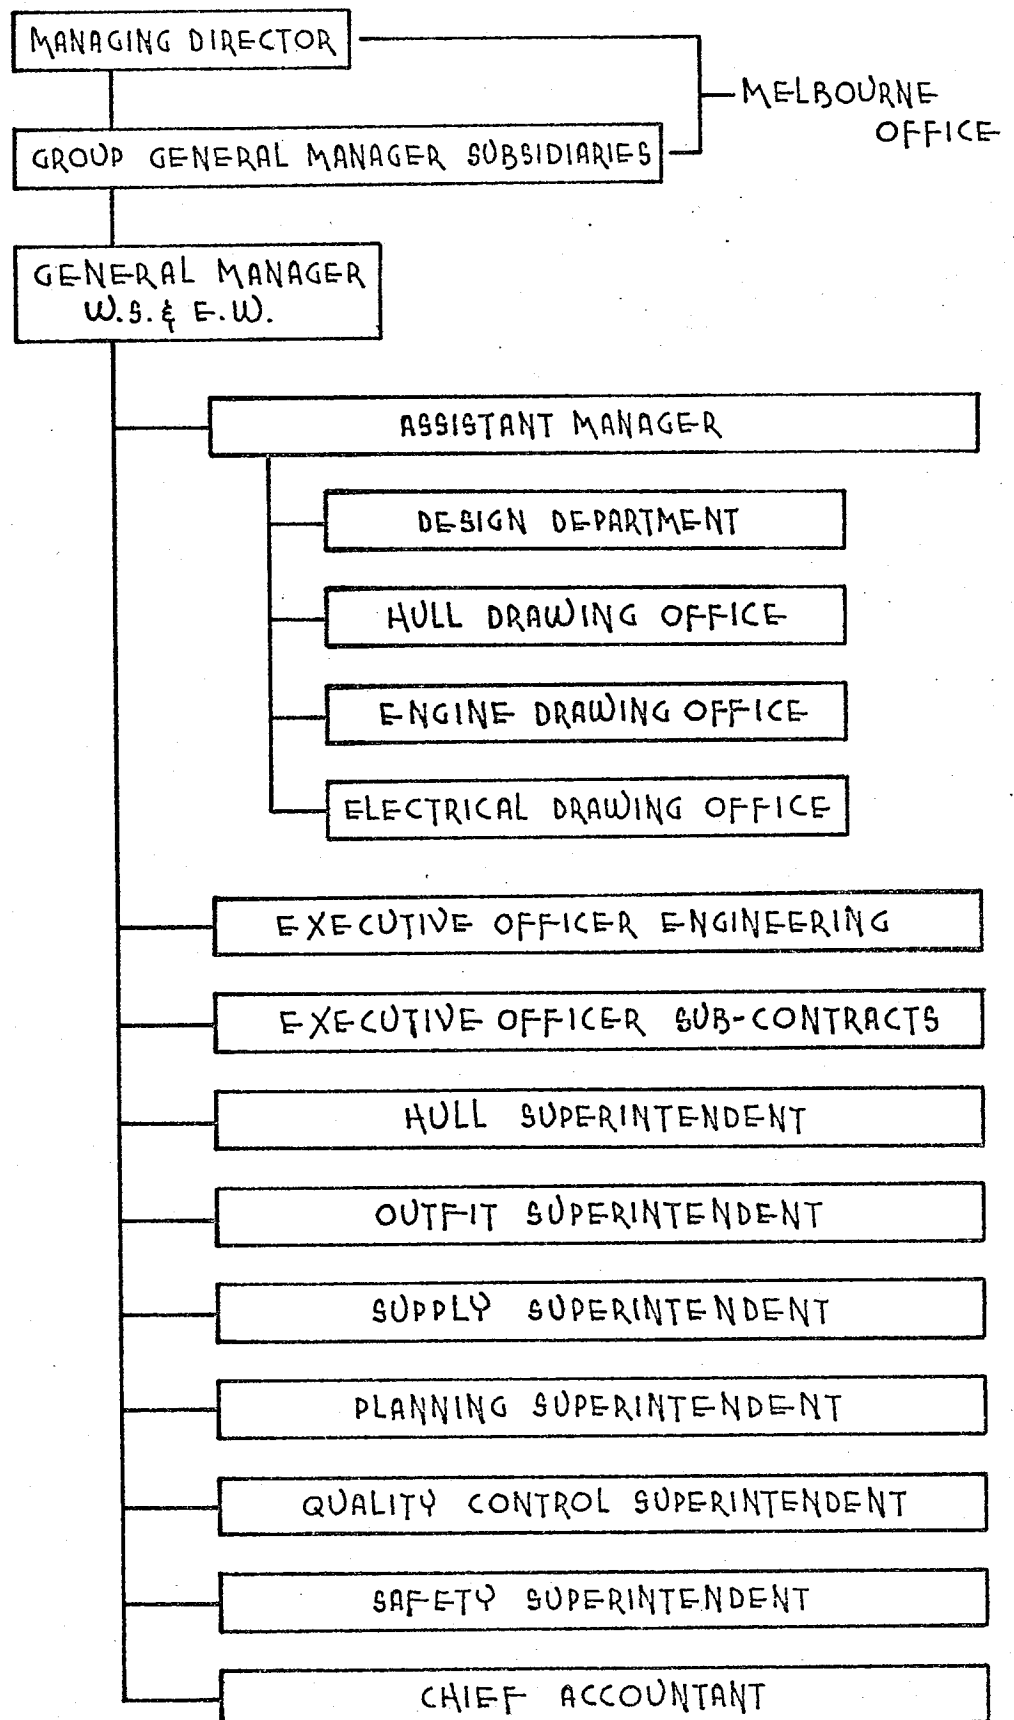 MANAGING DIRECTOR
MELBOURNE
OFFICE
GROUP GENERAL MANAGER SUBSIDIARIES
GENERAL MANAGER
W.S. & E.W.
ASSISTANT MANAGER
DESIGN DEPARTMENT
HULL DRAWING OFFICE
ENGINE DRAWING OFFICE
ELECTRICAL DRAWING OFFICE
EXECUTIVE OFFICER ENGINEERING
EXECUTIVE OFFICER SUB-CONTRACTS
HULL SUPERINTENDENT
OUTFIT SUPERINTENDENT
SUPPLY SUPERINTENDENT
PLANNING SUPERINTENDENT
QUALITY CONTROL SUPERINTENDENT
SAFETY SUPERINTENDENT
CHIEF ACCOUNTANT